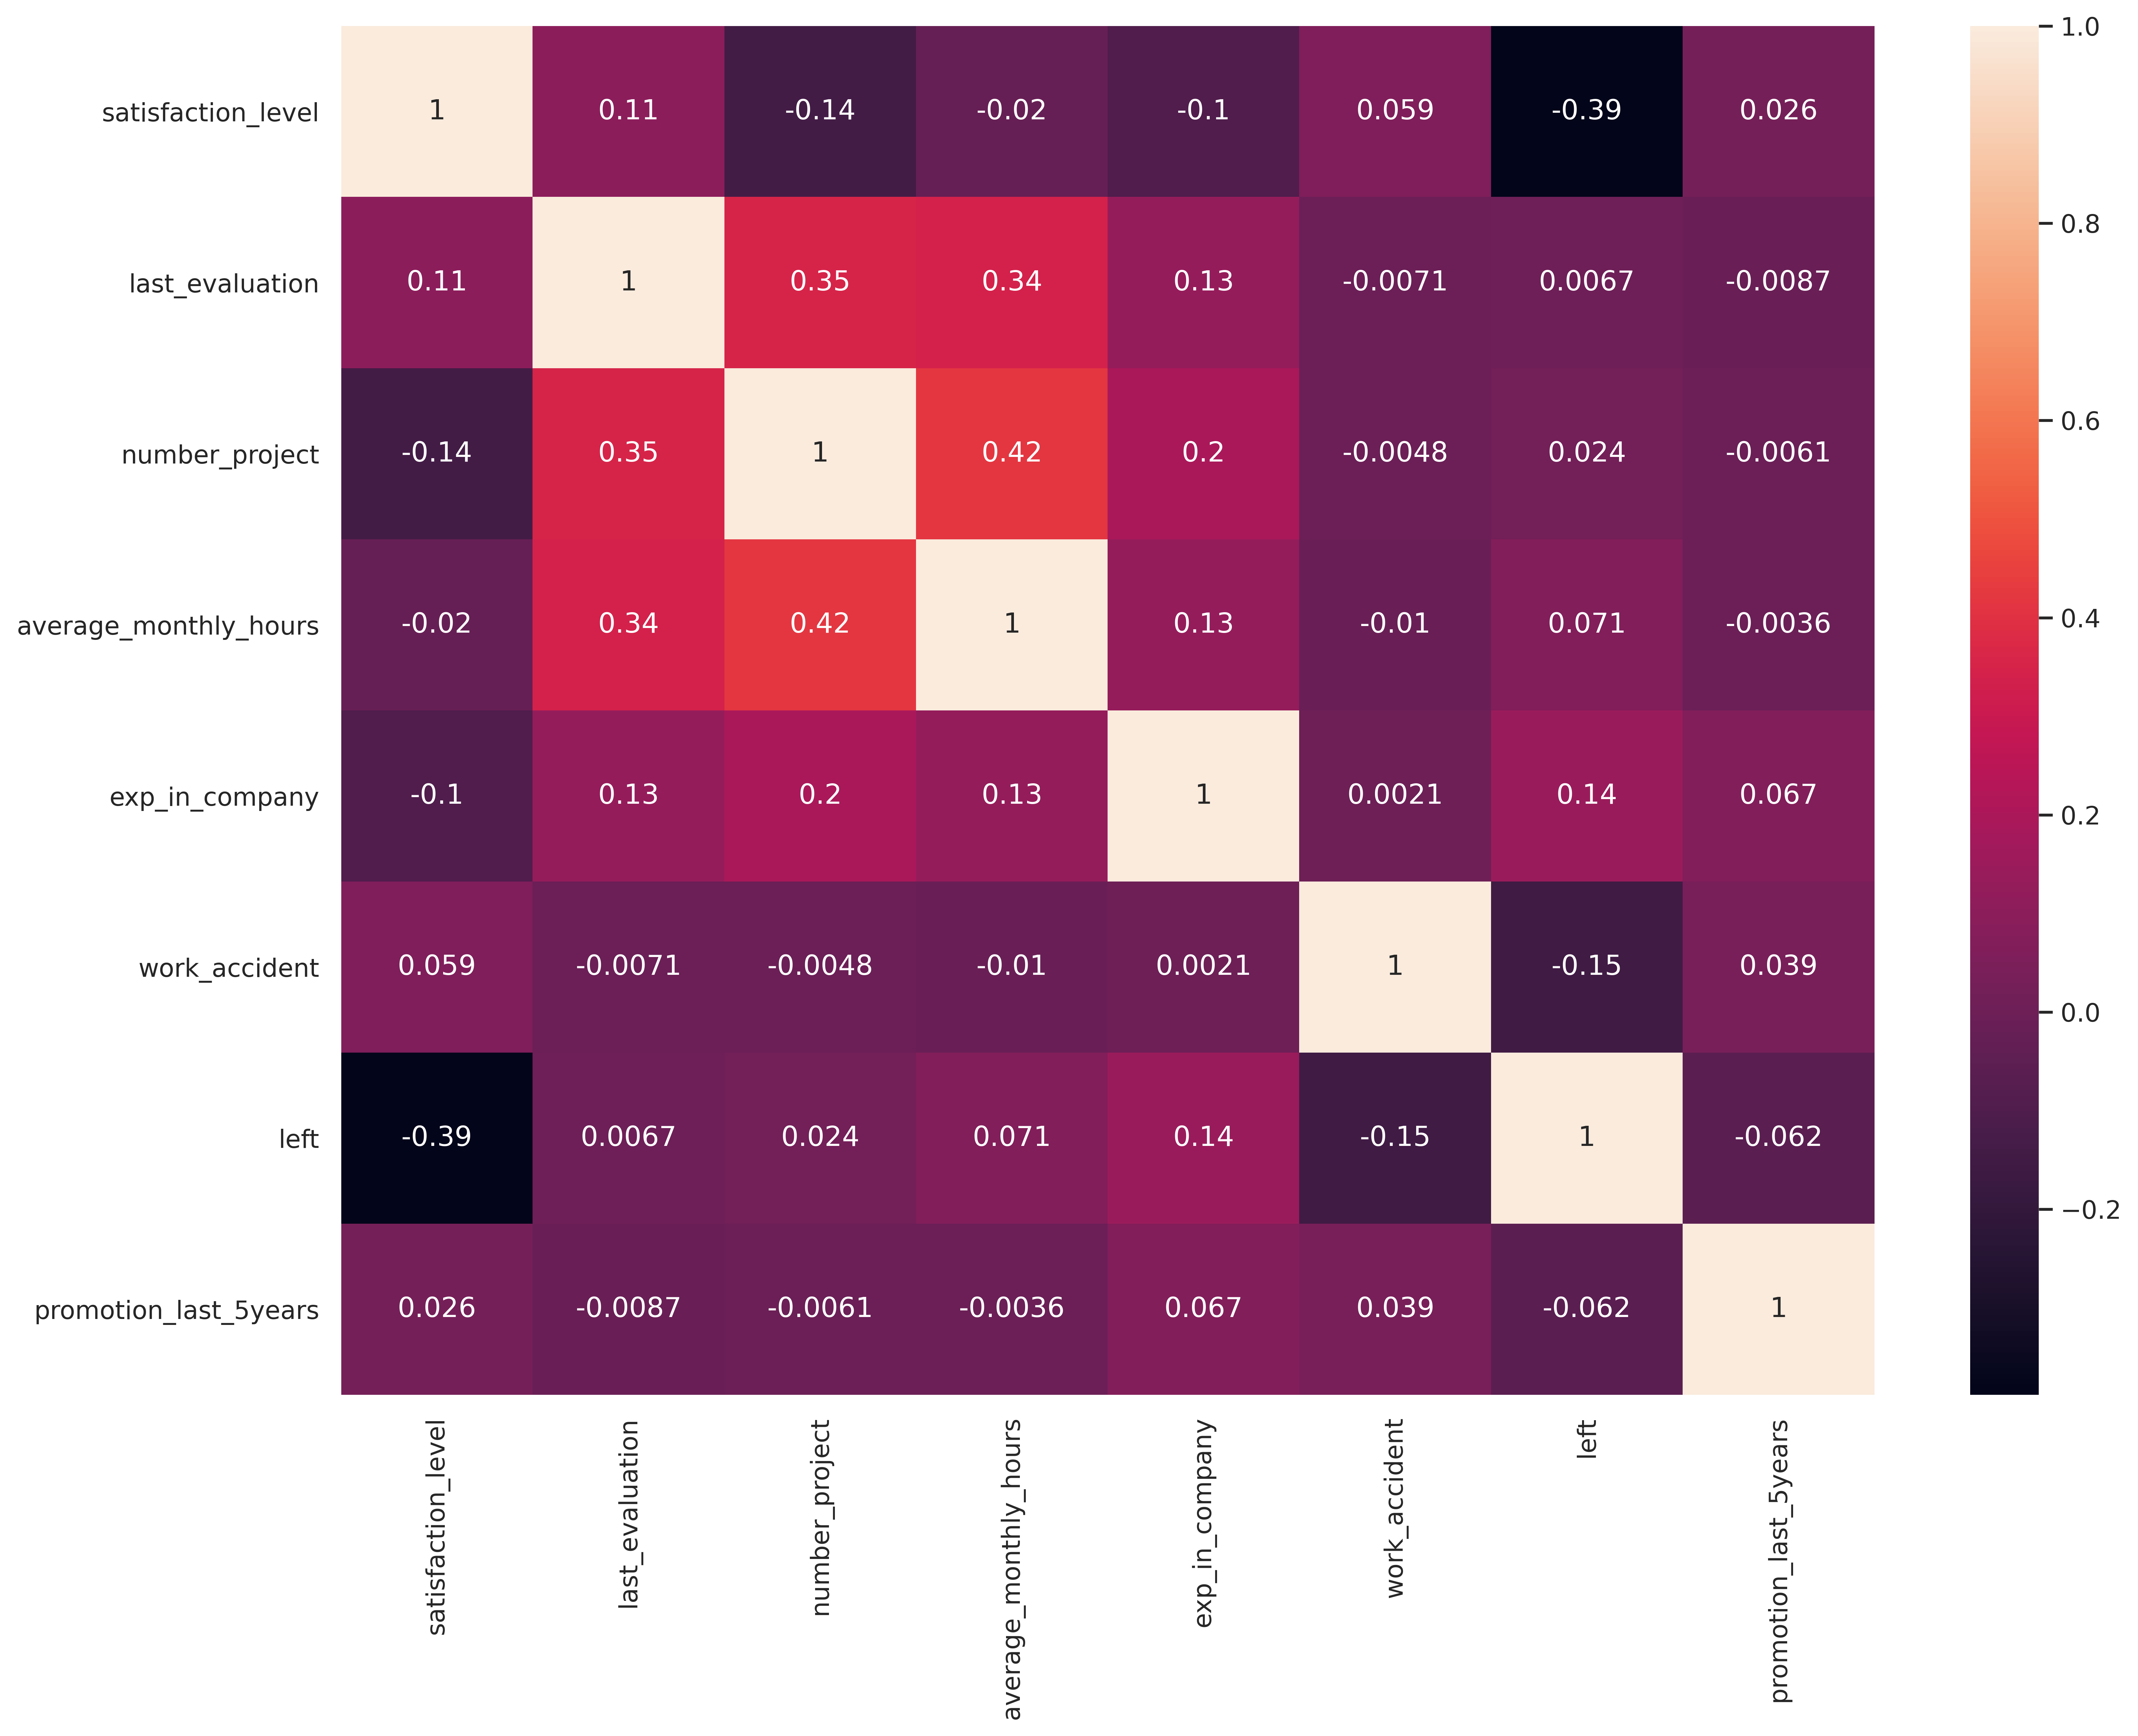 satisfaction_level 1 0.11 -0.14 -0.02 -0.1 0.059 -0.39 0.026
last_evaluation 0.11 1 0.35 0.34 0.13 -0.0071 0.0067 -0.0087
number_project -0.14 0.35 1 0.42 0.2 -0.0048 0.024 -0.0061
average_monthly_hours -0.02 0.34 0.42 1 0.13 -0.01 0.071 -0.0036
exp_in_company -0.1 0.13 0.2 0.13 1 0.0021 0.14 0.067
work_accident 0.059 -0.0071 -0.0048 -0.01 0.0021 1 -0.15 0.039
left -0.39 0.0067 0.024 0.071 0.14 -0.15 1 -0.062
promotion_last_5years 0.026 -0.0087 -0.0061 -0.0036 0.067 0.039 -0.062 1
satisfaction_level
last_evaluation
number_project
average_monthly_hours
exp_in_company
work_accident
left
promotion_last_5years
1.0
0.8
0.6
0.4
0.2
0.0
−0.2